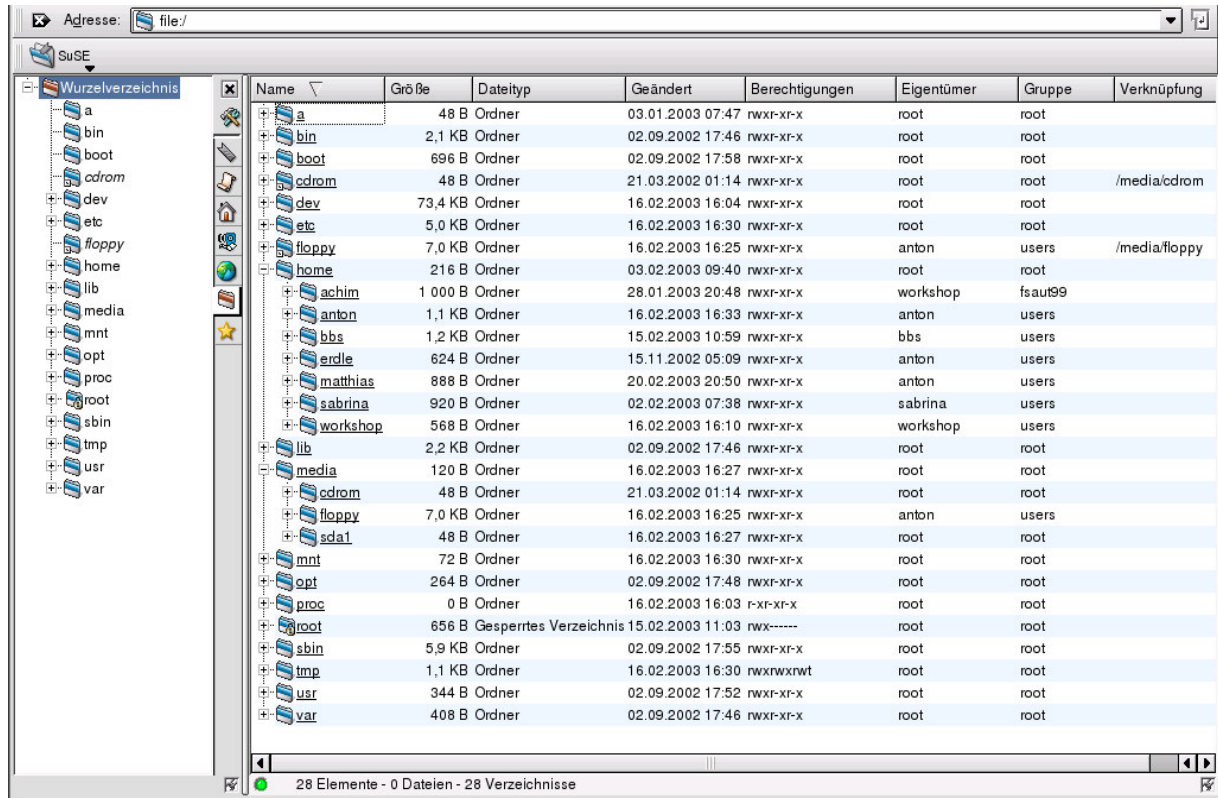 Adresse: file:/
SuSE
Wurzelverzeichnis
a
bin
boot
cdrom
dev
etc
floppy
home
lib
media
mnt
opt
proc
root
sbin
tmp
usr
var
Name Größe Dateityp Geändert Berechtigungen Eigentümer Gruppe Verknüpfung
a 48 B Ordner 03.01.2003 07:47 rwxr-xr-x root root
bin 2,1 KB Ordner 02.09.2002 17:46 rwxr-xr-x root root
boot 696 B Ordner 02.09.2002 17:58 rwxr-xr-x root root
cdrom 48 B Ordner 21.03.2002 01:14 rwxr-xr-x root root /media/cdrom
dev 73,4 KB Ordner 16.02.2003 16:04 rwxr-xr-x root root
etc 5,0 KB Ordner 16.02.2003 16:30 rwxr-xr-x root root
floppy 7,0 KB Ordner 16.02.2003 16:25 rwxr-xr-x anton users /media/floppy
home 216 B Ordner 03.02.2003 09:40 rwxr-xr-x root root
achim 1 000 B Ordner 28.01.2003 20:48 rwxr-xr-x workshop fsaut99
anton 1,1 KB Ordner 16.02.2003 16:33 rwxr-xr-x anton users
bbs 1,2 KB Ordner 15.02.2003 10:59 rwxr-xr-x bbs users
erdle 624 B Ordner 15.11.2002 05:09 rwxr-xr-x anton users
matthias 888 B Ordner 20.02.2003 20:50 rwxr-xr-x anton users
sabrina 920 B Ordner 02.02.2003 07:38 rwxr-xr-x sabrina users
workshop 568 B Ordner 16.02.2003 16:10 rwxr-xr-x workshop users
lib 2,2 KB Ordner 02.09.2002 17:46 rwxr-xr-x root root
media 120 B Ordner 16.02.2003 16:27 rwxr-xr-x root root
cdrom 48 B Ordner 21.03.2002 01:14 rwxr-xr-x root root
floppy 7,0 KB Ordner 16.02.2003 16:25 rwxr-xr-x anton users
sda1 48 B Ordner 16.02.2003 16:27 rwxr-xr-x root root
mnt 72 B Ordner 16.02.2003 16:30 rwxr-xr-x root root
opt 264 B Ordner 02.09.2002 17:48 rwxr-xr-x root root
proc 0 B Ordner 16.02.2003 16:03 r-xr-xr-x root root
root 656 B Gesperrtes Verzeichnis 15.02.2003 11:03 rwx------ root root
sbin 5,9 KB Ordner 02.09.2002 17:55 rwxr-xr-x root root
tmp 1,1 KB Ordner 16.02.2003 16:30 rwxrwxrwt root root
usr 344 B Ordner 02.09.2002 17:52 rwxr-xr-x root root
var 408 B Ordner 02.09.2002 17:46 rwxr-xr-x root root
28 Elemente - 0 Dateien - 28 Verzeichnisse